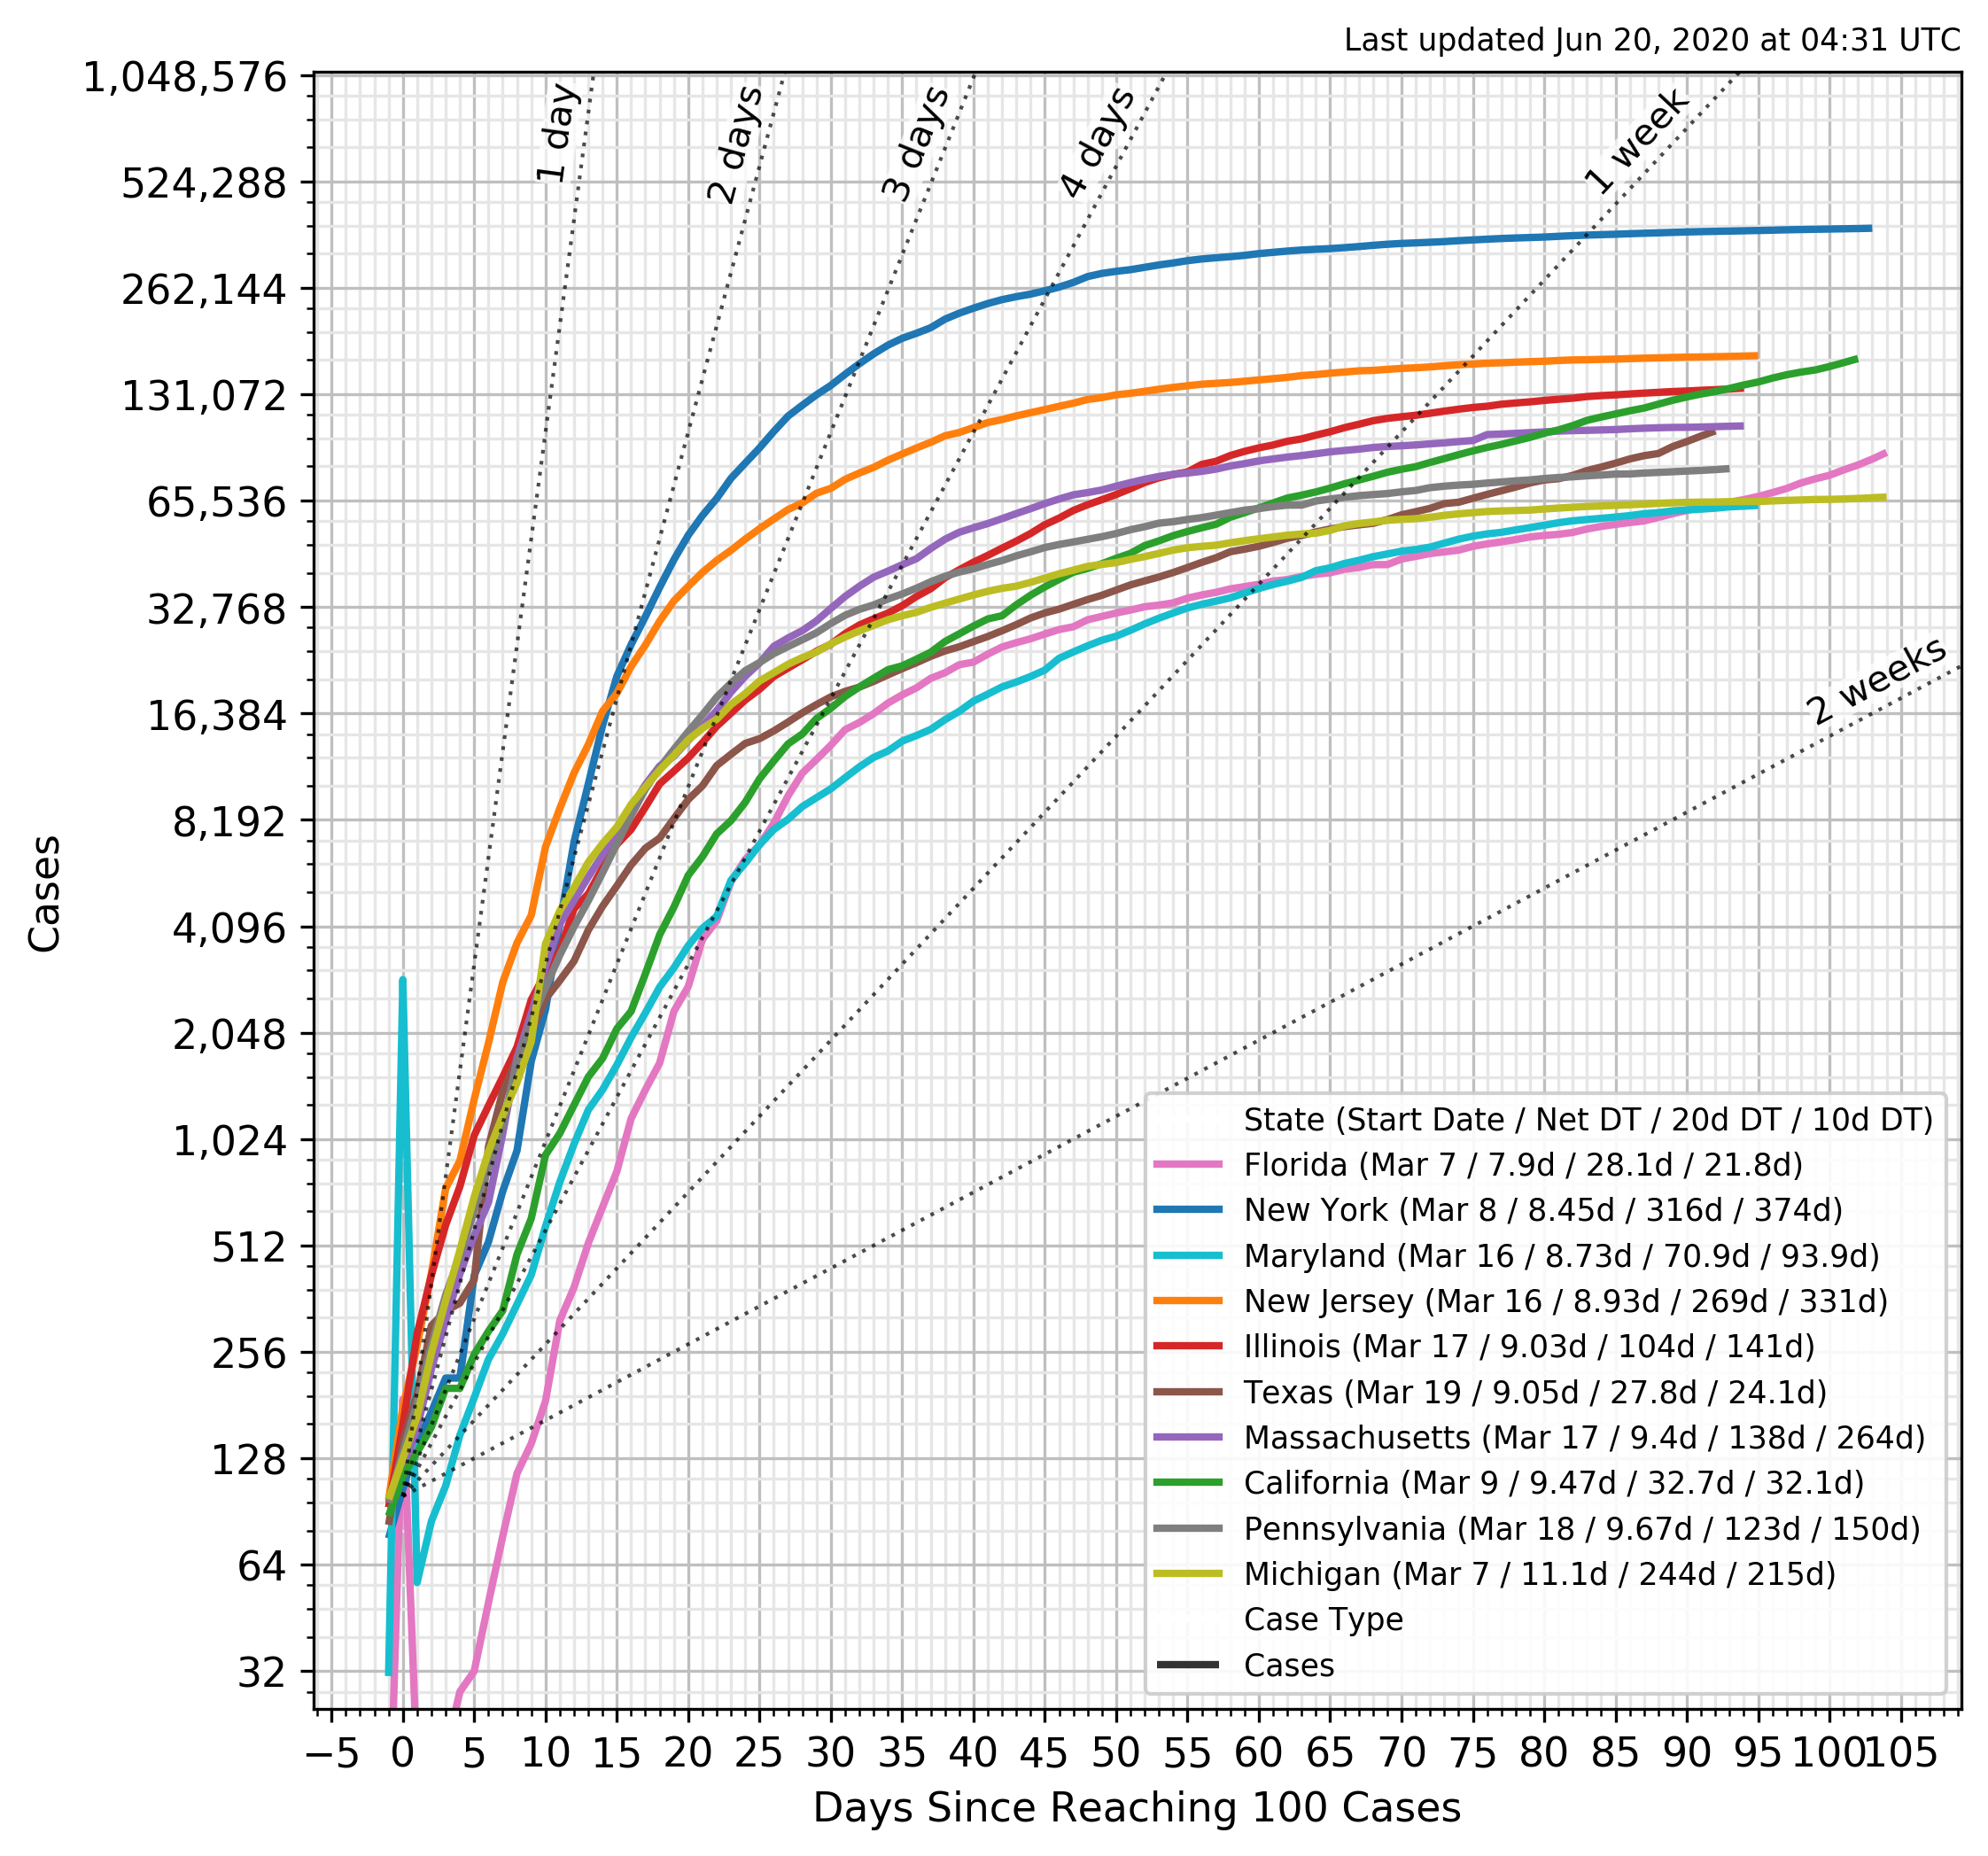 Last updated Jun 20, 2020 at 04:31 UTC
1,048,576
524,288
262,144
131,072
65,536
32,768
16,384
8,192
4,096
2,048
1,024
512
256
128
64
32
Cases
1 day
2 days
3 days
4 days
1 week
2 weeks
State (Start Date / Net DT / 20d DT / 10d DT)
Florida (Mar 7 / 7.9d / 28.1d / 21.8d)
New York (Mar 8 / 8.45d / 316d / 374d)
Maryland (Mar 16 / 8.73d / 70.9d / 93.9d)
New Jersey (Mar 16 / 8.93d / 269d / 331d)
Illinois (Mar 17 / 9.03d / 104d / 141d)
Texas (Mar 19 / 9.05d / 27.8d / 24.1d)
Massachusetts (Mar 17 / 9.4d / 138d / 264d)
California (Mar 9 / 9.47d / 32.7d / 32.1d)
Pennsylvania (Mar 18 / 9.67d / 123d / 150d)
Michigan (Mar 7 / 11.1d / 244d / 215d)
Case Type
Cases
−5 0 5 10 15 20 25 30 35 40 45 50 55 60 65 70 75 80 85 90 95 100 105
Days Since Reaching 100 Cases